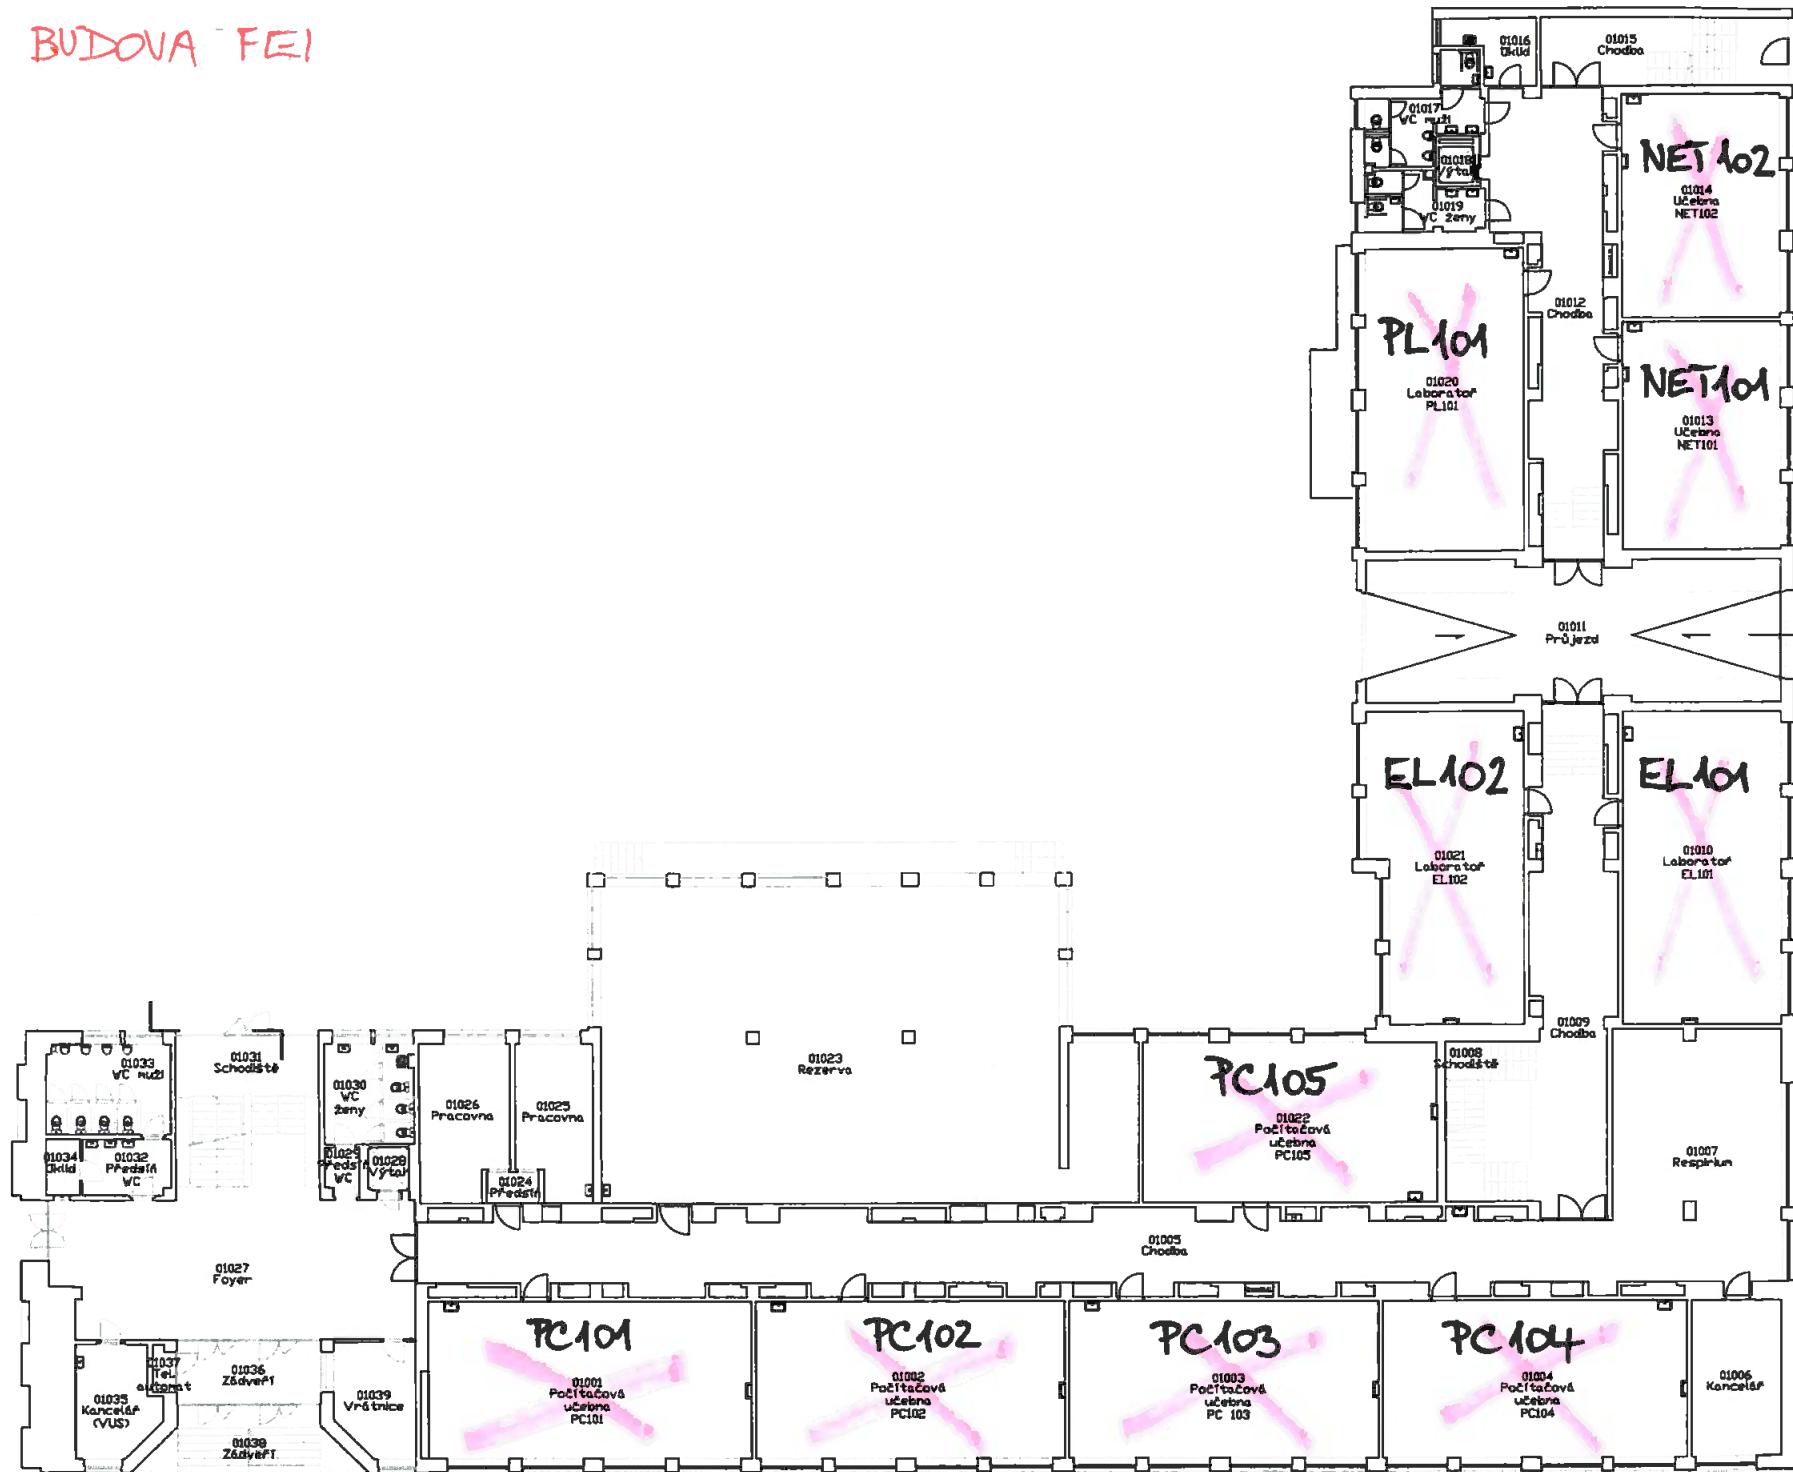 BUDOVA FEI
01016
Úklid
01015
Chodba
01017
WC muži
01018
Výtah
01019
WC ženy
NET102
01014
Učebna
NET102
01012
Chodba
PL101
01020
Laboratoř
PL101
NET101
01013
Učebna
NET101
01011
Průjezd
EL102
01021
Laboratoř
EL102
EL101
01010
Laboratoř
EL101
01009
Chodba
01008
Schodiště
01007
Respirium
PC105
01022
Počítačová
učebna
PC105
01023
Rezerva
01025
Pracovna
01026
Pracovna
01024
Předsíň
01033
WC muži
01031
Schodiště
01030
WC
ženy
01034
Úklid
01032
Předsíň
WC
01029
Předsíň
WC
01028
Výtah
01005
Chodba
01027
Foyer
PC101
01001
Počítačová
učebna
PC101
PC102
01002
Počítačová
učebna
PC102
PC103
01003
Počítačová
učebna
PC 103
PC104
01004
Počítačová
učebna
PC104
01006
Kancelář
01035
Kancelář
(VUS)
01037
Tel.
automat
01036
Zádveří
01038
Zádveří
01039
Vrátnice